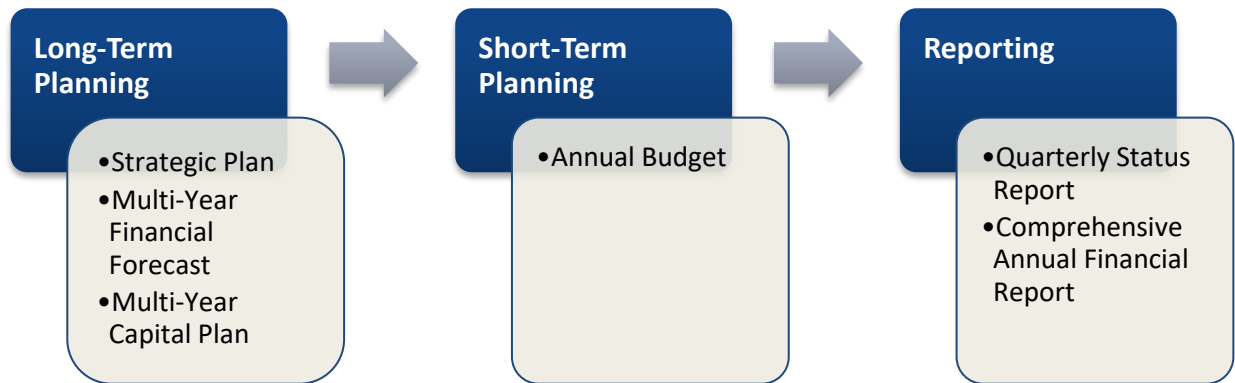 Long-Term
Planning
•Strategic Plan
•Multi-Year
Financial
Forecast
•Multi-Year
Capital Plan
Short-Term
Planning
•Annual Budget
Reporting
•Quarterly Status
Report
•Comprehensive
Annual Financial
Report